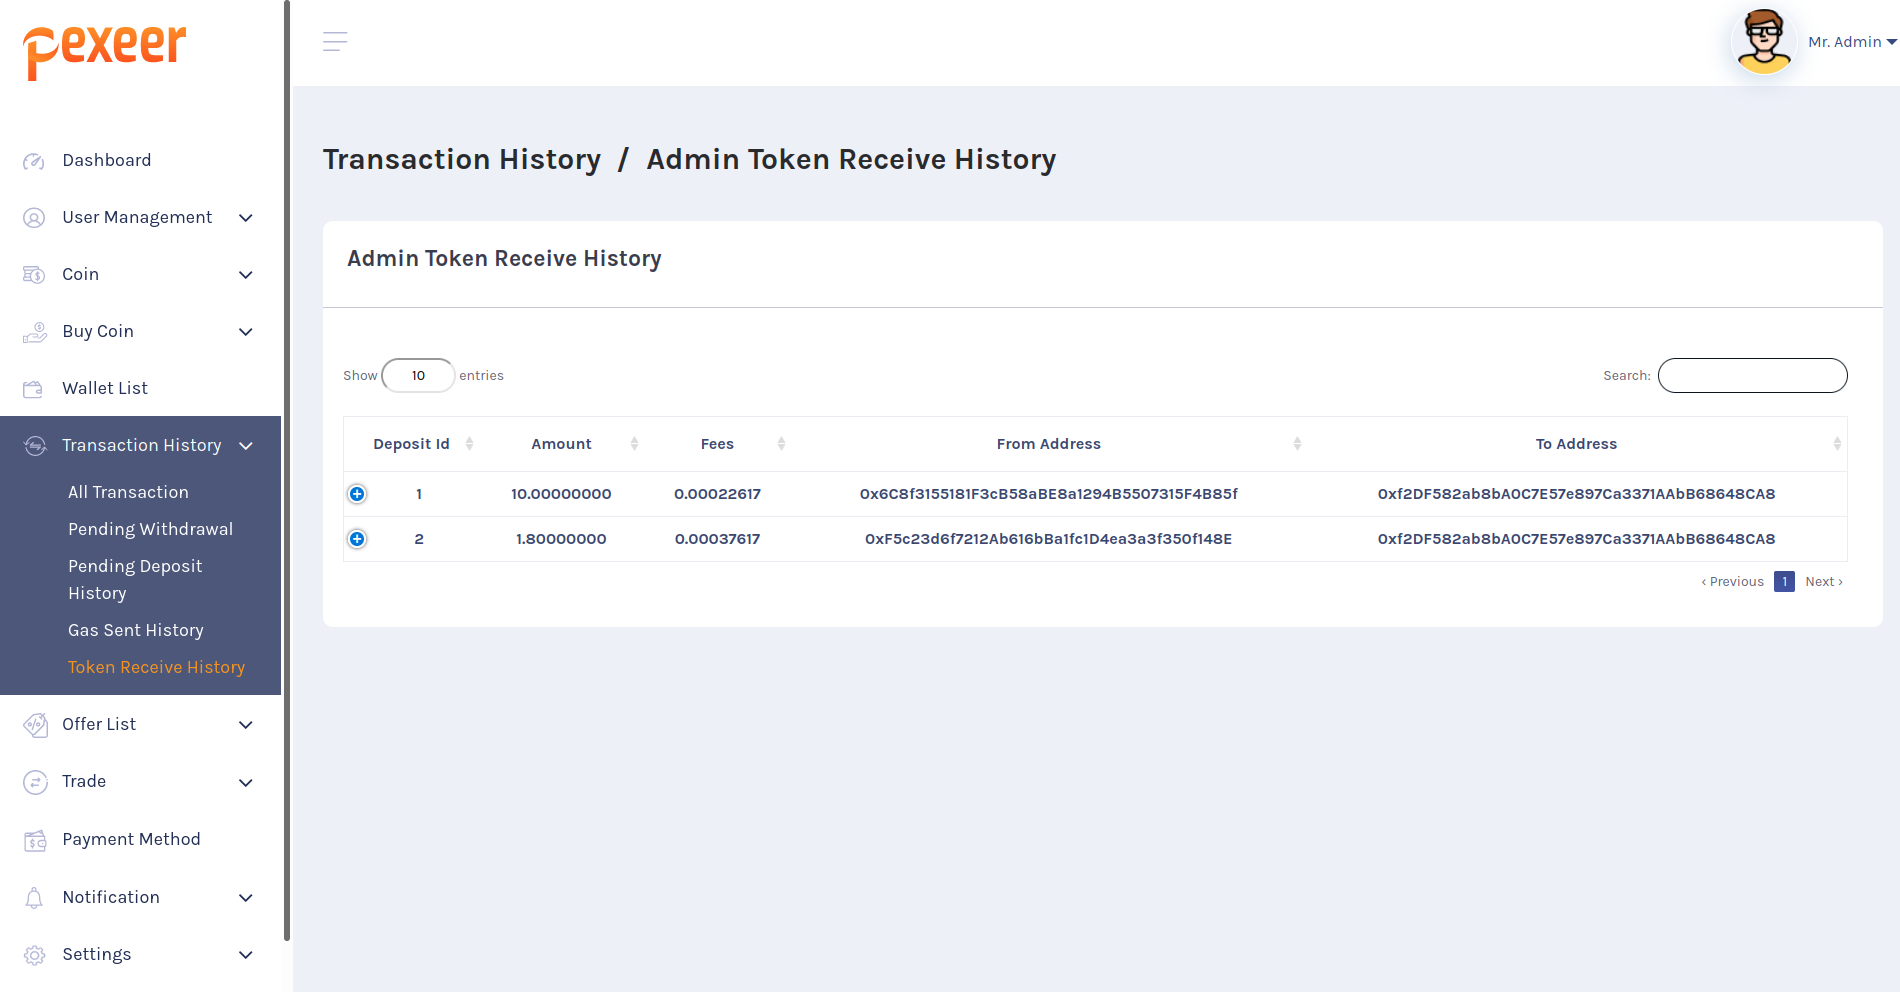 pexeer
Mr. Admin
Dashboard
User Management
Coin
Buy Coin
Wallet List
Transaction History
All Transaction
Pending Withdrawal
Pending Deposit
History
Gas Sent History
Token Receive History
Offer List
Trade
Payment Method
Notification
Settings
Transaction History / Admin Token Receive History
Admin Token Receive History
Show 10 entries
Search:
Deposit Id Amount Fees From Address To Address
1 10.00000000 0.00022617 0x6C8f3155181F3cB58aBE8a1294B5507315F4B85f 0xf2DF582ab8bA0C7E57e897Ca3371AAbB68648CA8
2 1.80000000 0.00037617 0xF5c23d6f7212Ab616bBa1fc1D4ea3a3f350f148E 0xf2DF582ab8bA0C7E57e897Ca3371AAbB68648CA8
‹ Previous 1 Next ›